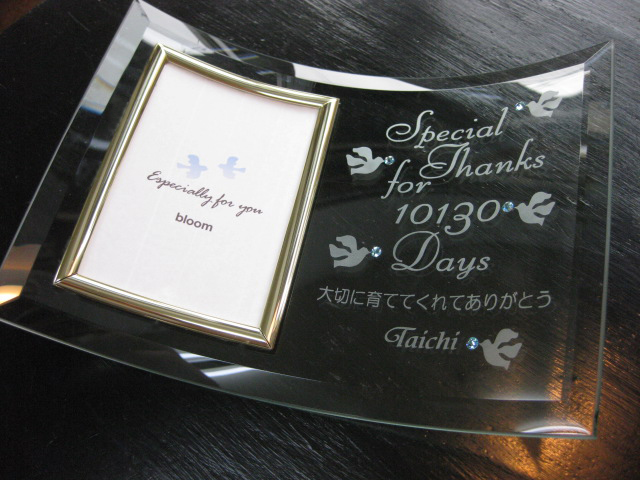 Especially for you
bloom
Special
Thanks
for
10130
Days
大切に育ててくれてありがとう
Taichi